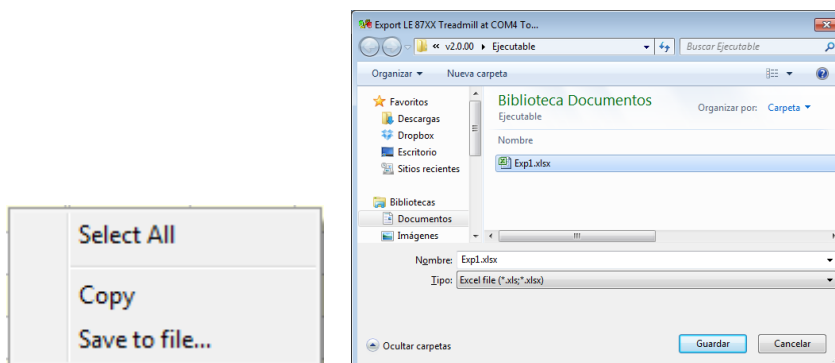 Select All
Copy
Save to file...
Export LE 87XX Treadmill at COM4 To...
« v2.0.00 Ejecutable
Buscar Ejecutable
Organizar
Nueva carpeta
Favoritos
Descargas
Dropbox
Escritorio
Sitios recientes
Bibliotecas
Documentos
Imágenes
Biblioteca Documentos
Ejecutable
Organizar por: Carpeta
Nombre
Exp1.xlsx
Nombre: Exp1.xlsx
Tipo: Excel file (*.xls;*.xlsx)
Ocultar carpetas
Guardar
Cancelar